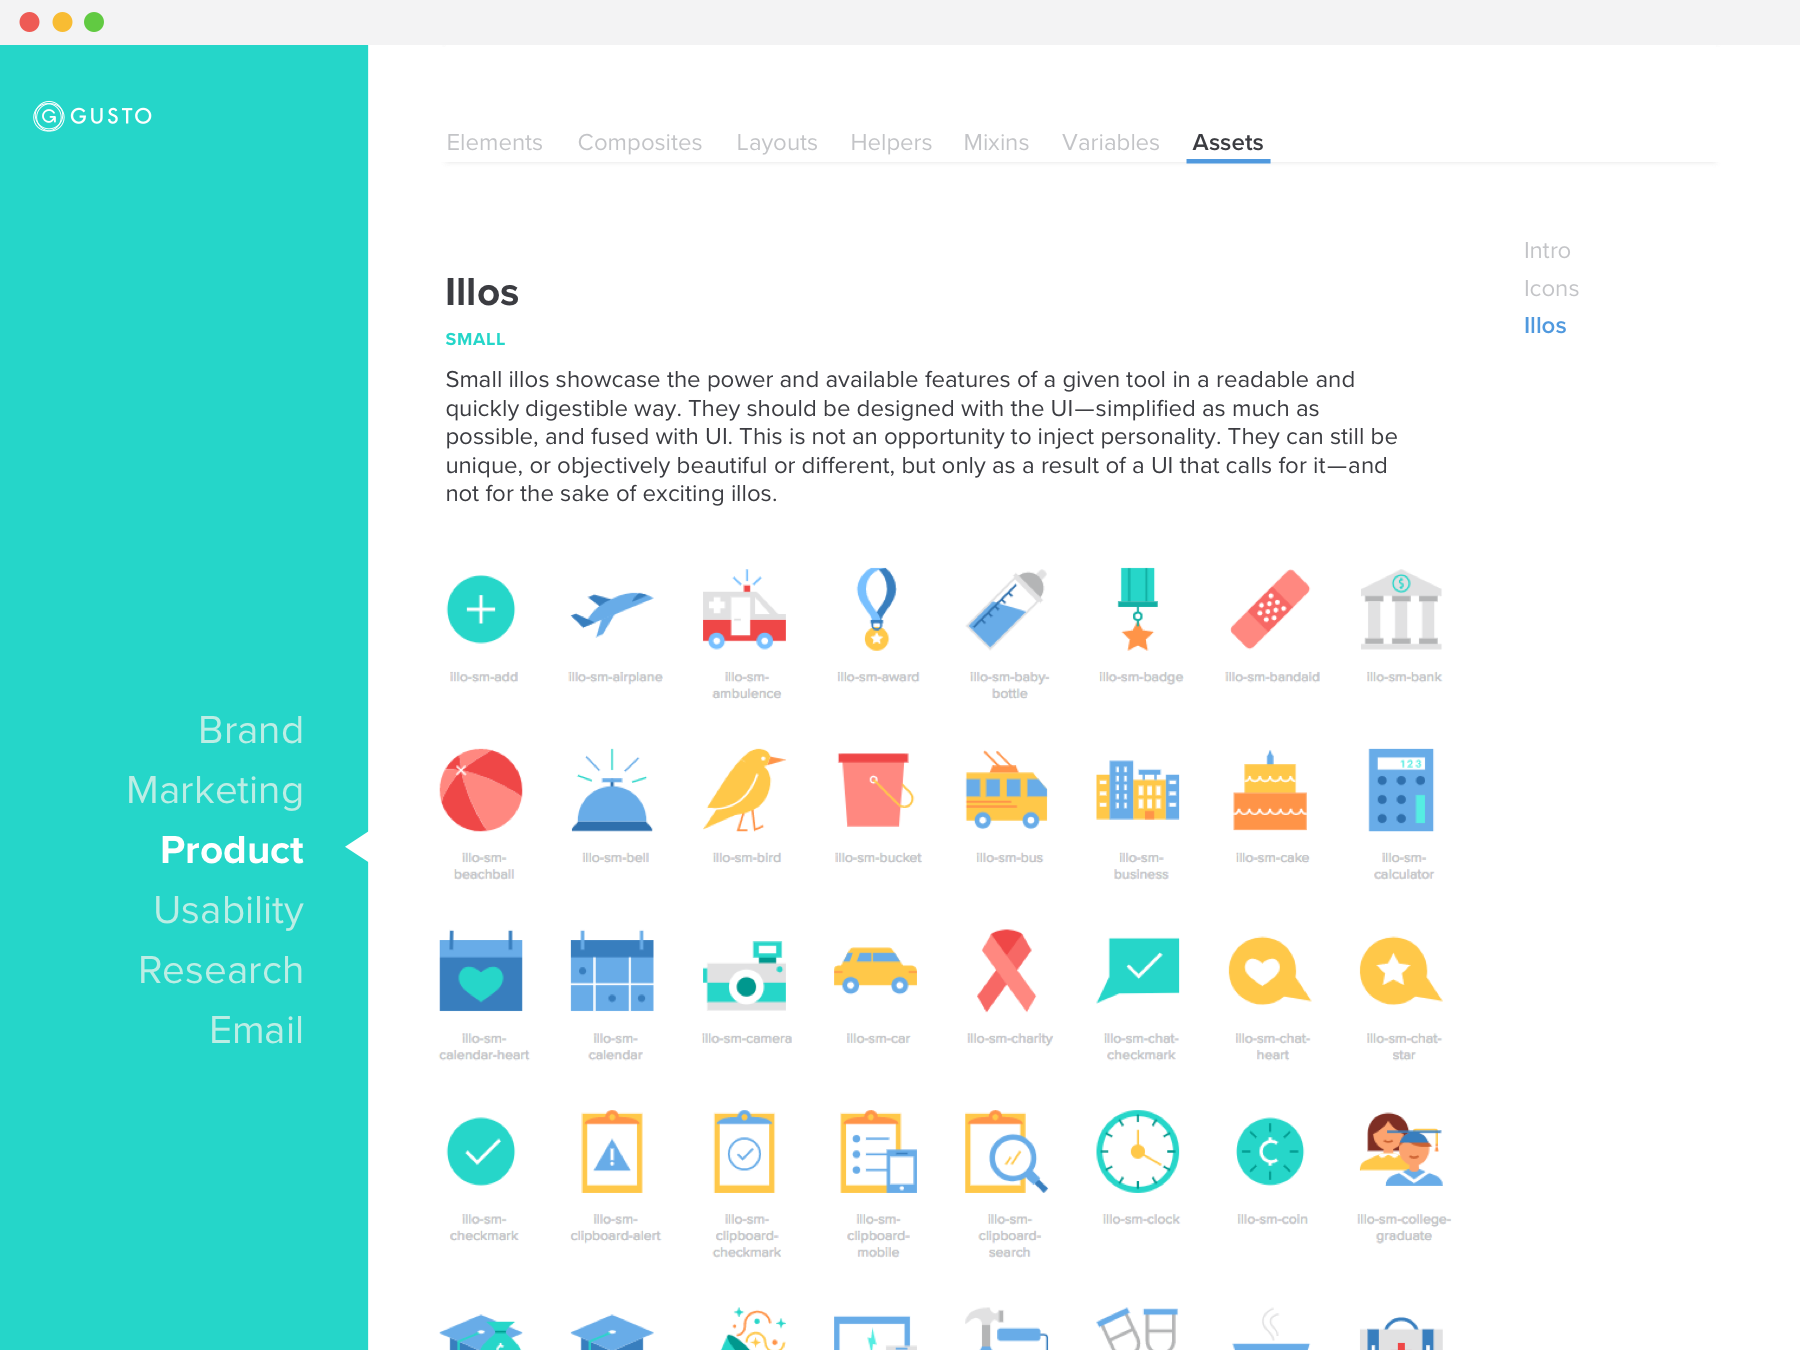 GUSTO
Elements Composites Layouts Helpers Mixins Variables Assets
Intro
Icons
Illos
Illos
SMALL
Small illos showcase the power and available features of a given tool in a readable and
quickly digestible way. They should be designed with the UI—simplified as much as
possible, and fused with UI. This is not an opportunity to inject personality. They can still be
unique, or objectively beautiful or different, but only as a result of a UI that calls for it—and
not for the sake of exciting illos.
Brand
Marketing
Product
Usability
Research
Email
illo-sm-add
illo-sm-airplane
illo-sm-
ambulence
illo-sm-award
illo-sm-baby-
bottle
illo-sm-badge
illo-sm-bandaid
illo-sm-bank
123
illo-sm-
beachball
illo-sm-bell
illo-sm-bird
illo-sm-bucket
illo-sm-bus
illo-sm-
business
illo-sm-cake
illo-sm-
calculator
illo-sm-
calendar-heart
illo-sm-
calendar
illo-sm-camera
illo-sm-car
illo-sm-charity
illo-sm-chat-
checkmark
illo-sm-chat-
heart
illo-sm-chat-
star
illo-sm-
checkmark
illo-sm-
clipboard-alert
illo-sm-
clipboard-
checkmark
illo-sm-
clipboard-
mobile
illo-sm-
clipboard-
search
illo-sm-clock
illo-sm-coin
illo-sm-college-
graduate